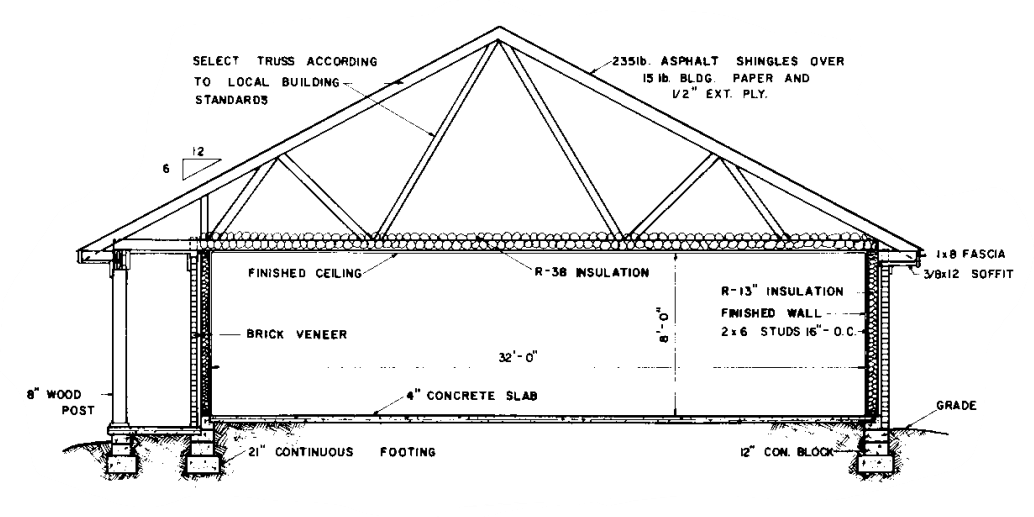 SELECT TRUSS ACCORDING
TO LOCAL BUILDING
STANDARDS
235lb. ASPHALT SHINGLES OVER
15 lb. BLDG. PAPER AND
1/2" EXT. PLY.
12
6
FINISHED CEILING
R-38 INSULATION
1x8 FASCIA
3/8x12 SOFFIT
R-13" INSULATION
FINISHED WALL
2x6 STUDS 16"-O.C.
8'-0"
BRICK VENEER
32'-0"
8" WOOD
POST
4" CONCRETE SLAB
GRADE
21" CONTINUOUS FOOTING
12" CON. BLOCK